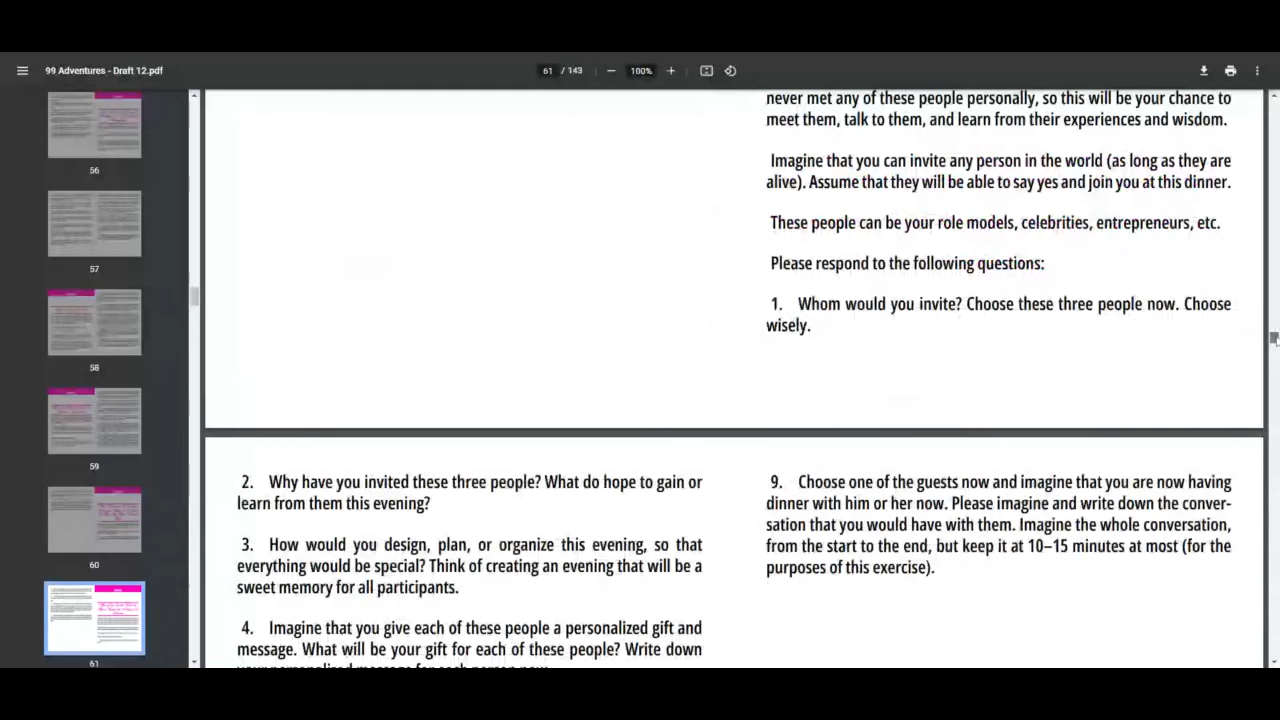 99 Adventures - Draft 12.pdf
61 / 143
100%
56
57
58
59
60
61
never met any of these people personally, so this will be your chance to
meet them, talk to them, and learn from their experiences and wisdom.
Imagine that you can invite any person in the world (as long as they are
alive). Assume that they will be able to say yes and join you at this dinner.
These people can be your role models, celebrities, entrepreneurs, etc.
Please respond to the following questions:
1. Whom would you invite? Choose these three people now. Choose
wisely.
2. Why have you invited these three people? What do hope to gain or
learn from them this evening?
3. How would you design, plan, or organize this evening, so that
everything would be special? Think of creating an evening that will be a
sweet memory for all participants.
4. Imagine that you give each of these people a personalized gift and
message. What will be your gift for each of these people? Write down
your personalized message for each person now.
9. Choose one of the guests now and imagine that you are now having
dinner with him or her now. Please imagine and write down the conver-
sation that you would have with them. Imagine the whole conversation,
from the start to the end, but keep it at 10–15 minutes at most (for the
purposes of this exercise).